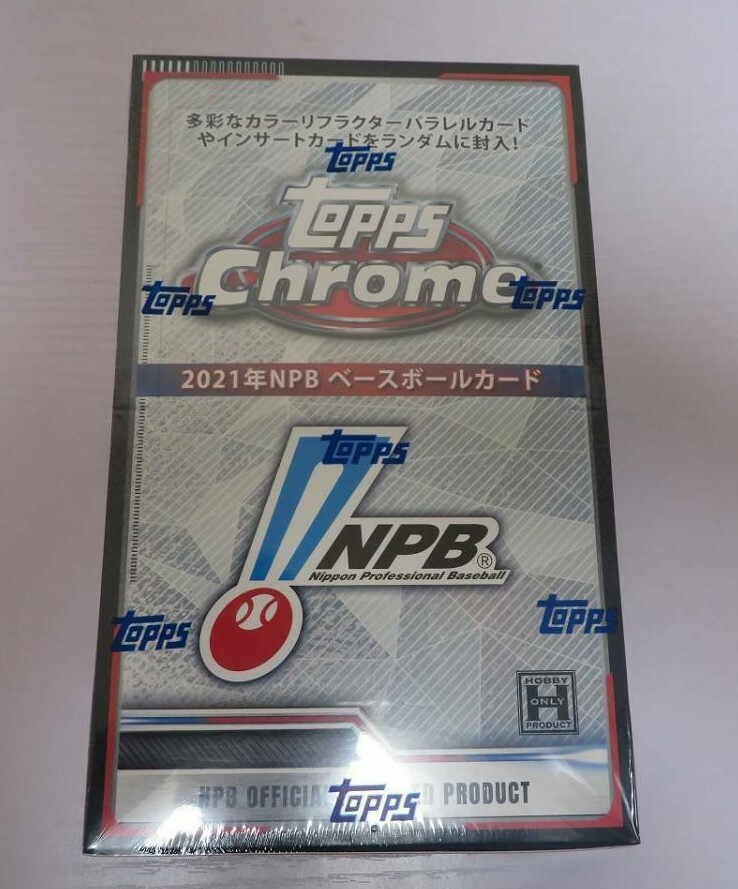 多彩なカラーリフラクターパラレルカード
やインサートカードをランダムに封入!
Topps
Topps
Chrome
Topps
Topps
2021年NPB ベースボールカード
Topps
NPB®
Nippon Professional Baseball
Topps
Topps
HOBBY
H
ONLY
PRODUCT
NPB PRODUCT
Topps